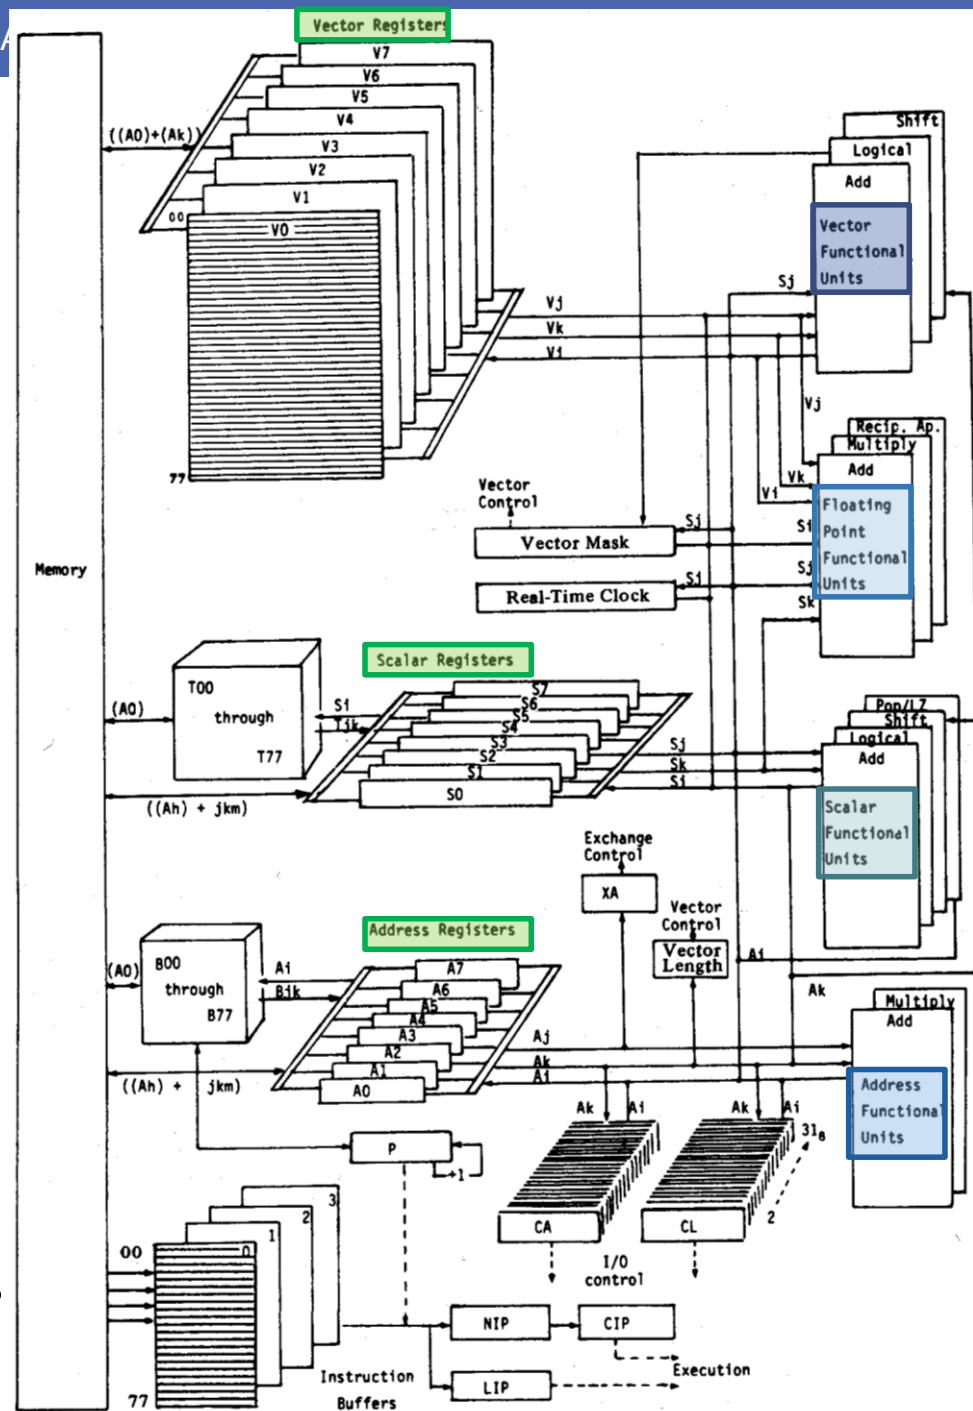 A
Vector Registers
V7
V6
V5
V4
V3
V2
V1
V0
00
77
((A0)+(Ak))
Memory
Shift
Logical
Add
Vector
Functional
Units
Sj
Vj
Vk
Vi
Vj
Recip. Ap.
Multiply
Add
Vk
Vi
Floating
Point
Functional
Units
Si
Sj
Sk
Vector
Control
Vector Mask
Sj
Real-Time Clock
Sj
Scalar Registers
T00
through
T77
(A0)
Si
Tjk
S7
S6
S5
S4
S3
S2
S1
S0
((Ah) + jkm)
Sj
Sk
Si
Pop/LZ
Shift
Logical
Add
Scalar
Functional
Units
Exchange
Control
XA
Vector
Control
Vector
Length
Ai
Ak
Address Registers
B00
through
B77
(A0)
Ai
Bjk
A7
A6
A5
A4
A3
A2
A1
A0
((Ah) + jkm)
Aj
Ak
Ai
Multiply
Add
Address
Functional
Units
Ak
Ai
Ak
Ai
31₈
2
CA
CL
I/O
control
P
+1
3
2
1
0
00
77
Instruction
Buffers
NIP
CIP
LIP
Execution